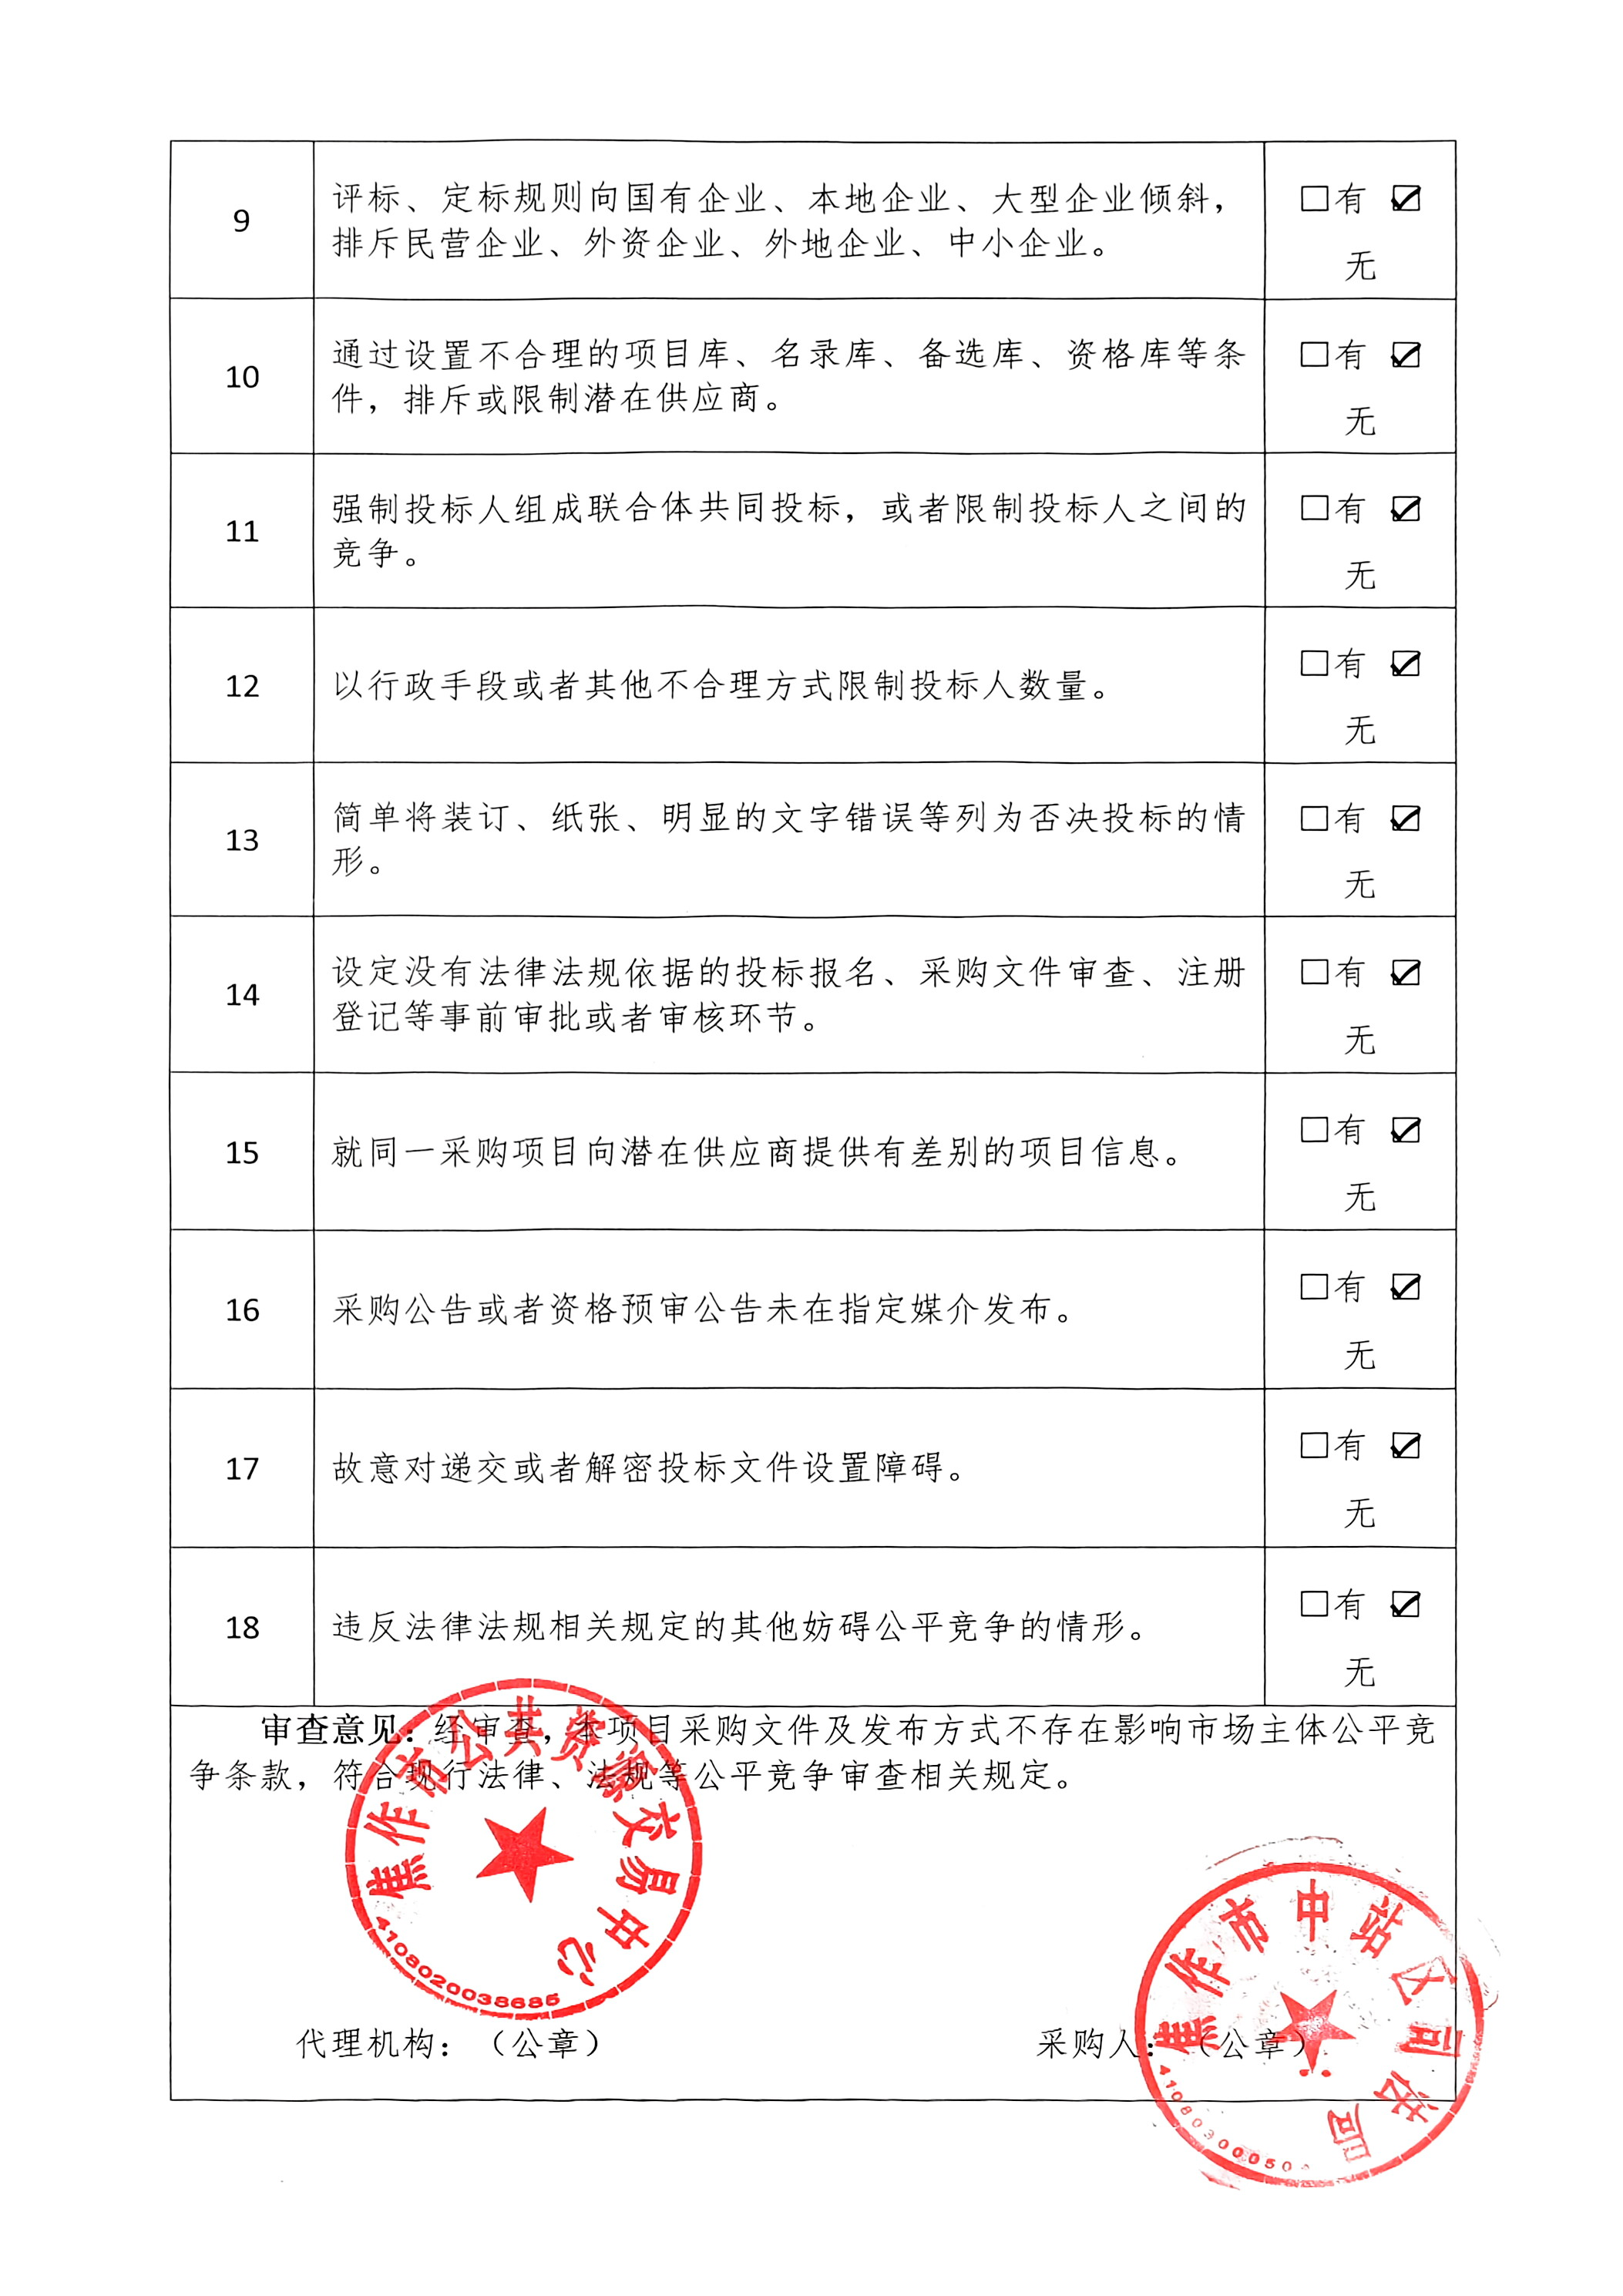 9
评标、定标规则向国有企业、本地企业、大型企业倾斜，
排斥民营企业、外资企业、外地企业、中小企业。
□有 ☑
无
10
通过设置不合理的项目库、名录库、备选库、资格库等条
件，排斥或限制潜在供应商。
□有 ☑
无
11
强制投标人组成联合体共同投标，或者限制投标人之间的
竞争。
□有 ☑
无
12
以行政手段或者其他不合理方式限制投标人数量。
□有 ☑
无
13
简单将装订、纸张、明显的文字错误等列为否决投标的情
形。
□有 ☑
无
14
设定没有法律法规依据的投标报名、采购文件审查、注册
登记等事前审批或者审核环节。
□有 ☑
无
15
就同一采购项目向潜在供应商提供有差别的项目信息。
□有 ☑
无
16
采购公告或者资格预审公告未在指定媒介发布。
□有 ☑
无
17
故意对递交或者解密投标文件设置障碍。
□有 ☑
无
18
违反法律法规相关规定的其他妨碍公平竞争的情形。
□有 ☑
无
审查意见：经审查，本项目采购文件及发布方式不存在影响市场主体公平竞
争条款，符合现行法律、法规等公平竞争审查相关规定。
焦作市公共资源交易中心
4108020038685
焦作市中站区司法局
代理机构：（公章）
采购人：（公章）